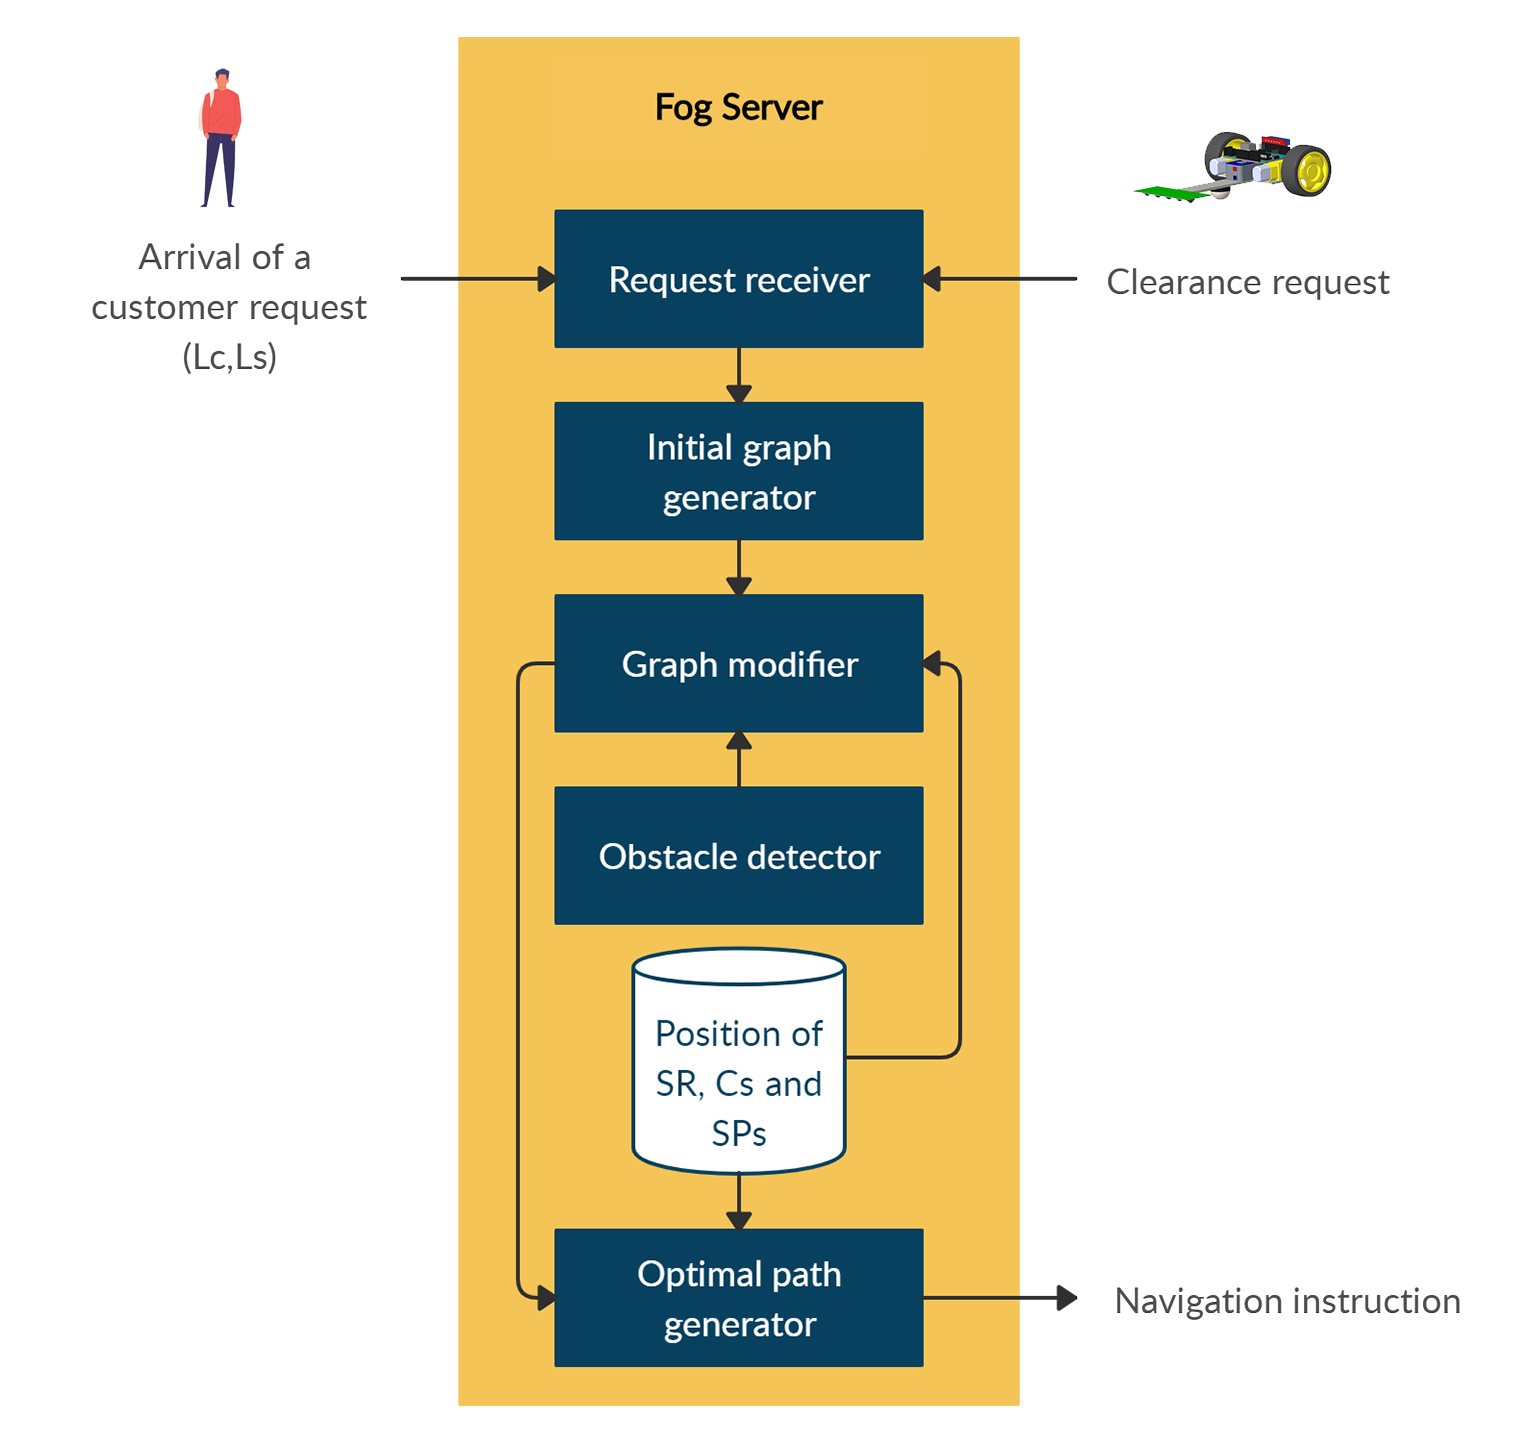 Fog Server
Arrival of a
customer request
(Lc,Ls)
Request receiver
Clearance request
Initial graph
generator
Graph modifier
Obstacle detector
Position of
SR, Cs and
SPs
Optimal path
generator
Navigation instruction